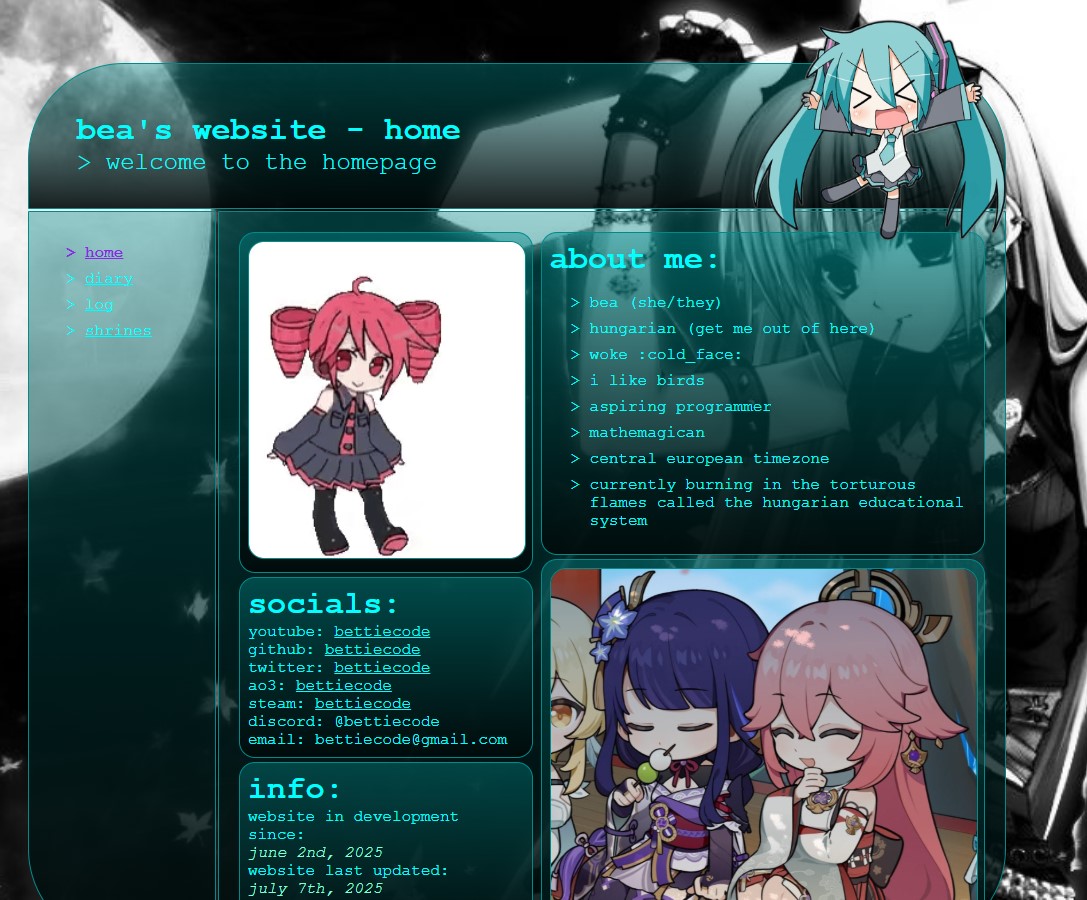 bea's website - home
> welcome to the homepage
> home
> diary
> log
> shrines
about me:
> bea (she/they)
> hungarian (get me out of here)
> woke :cold_face:
> i like birds
> aspiring programmer
> mathemagican
> central european timezone
> currently burning in the torturous
flames called the hungarian educational
system
socials:
youtube: bettiecode
github: bettiecode
twitter: bettiecode
ao3: bettiecode
steam: bettiecode
discord: @bettiecode
email: bettiecode@gmail.com
info:
website in development
since:
june 2nd, 2025
website last updated:
july 7th, 2025